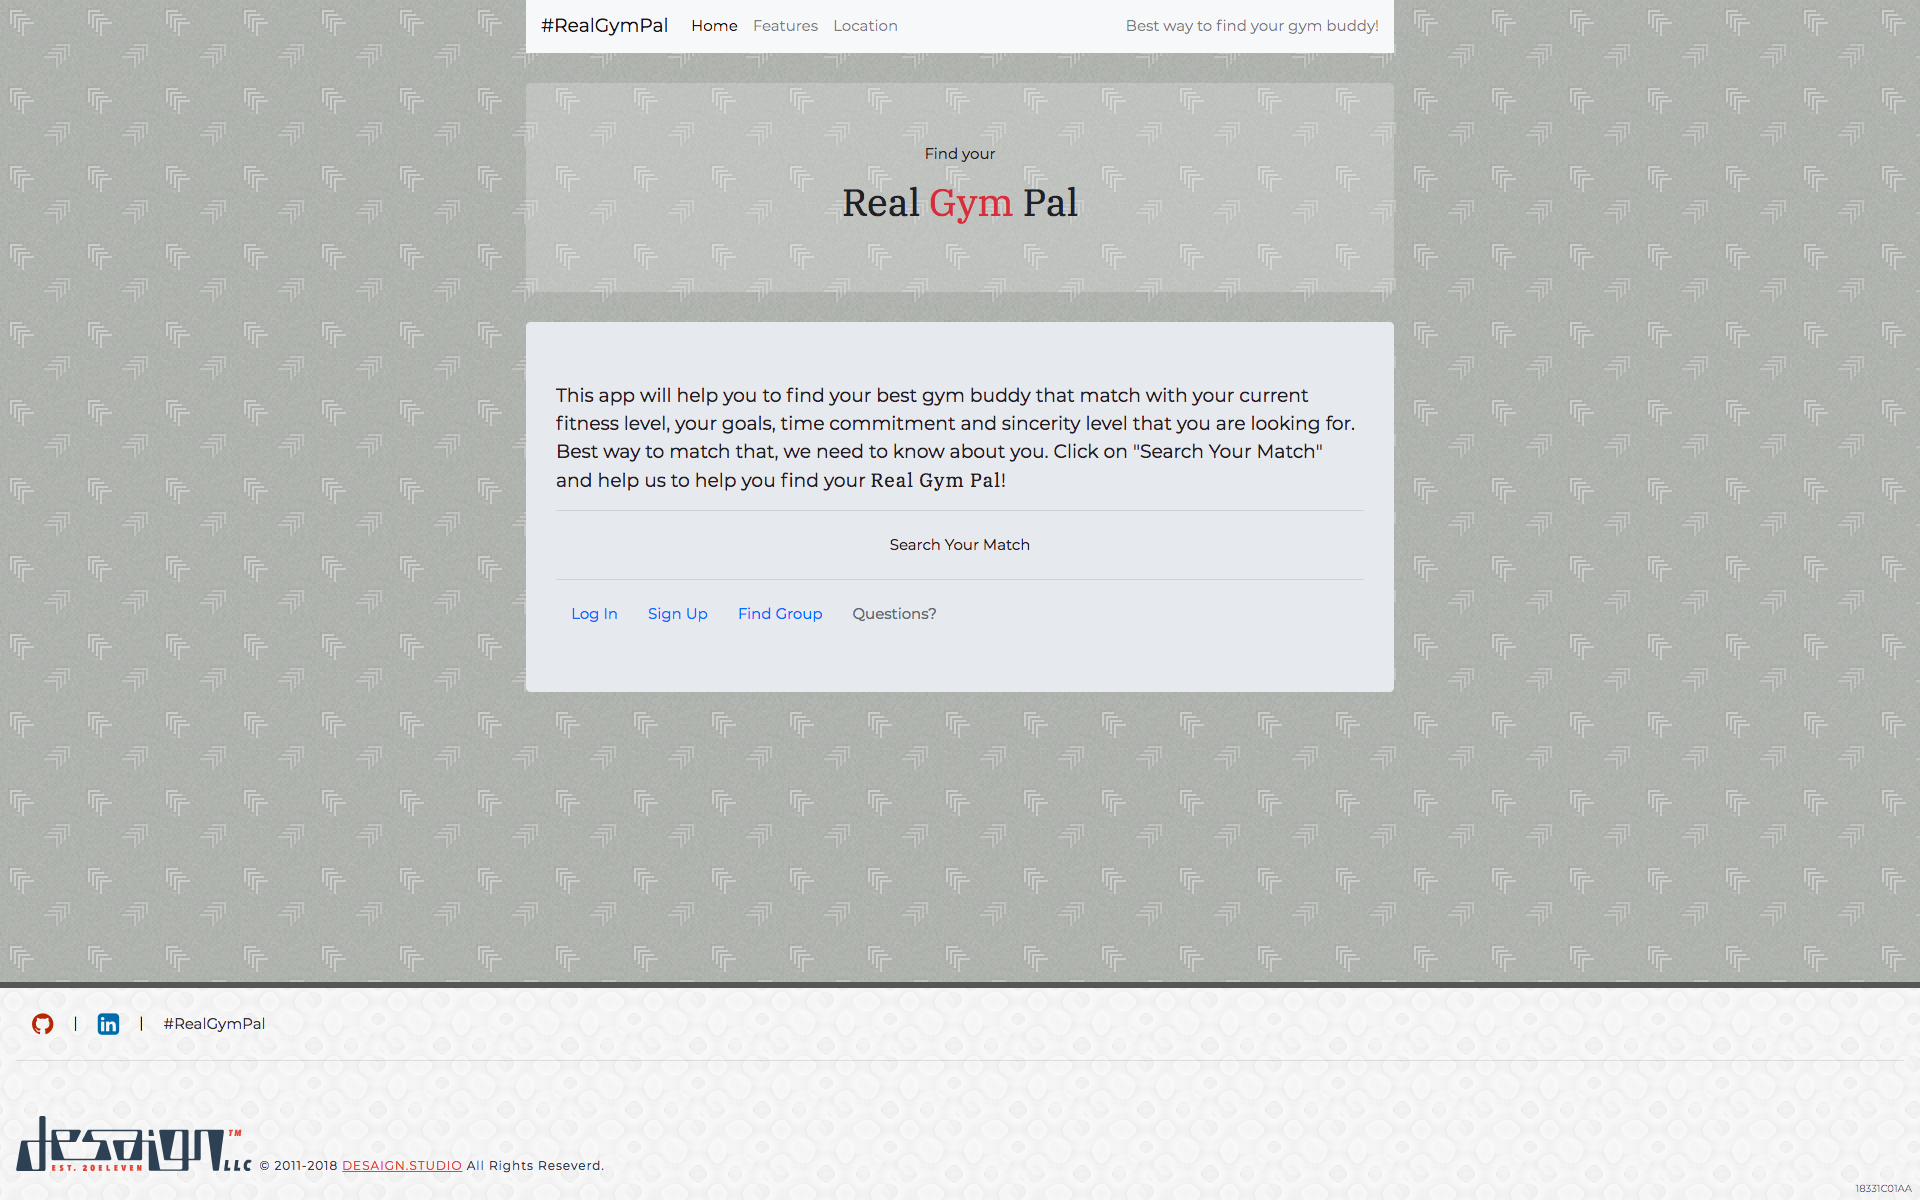 #RealGymPal Home Features Location Best way to find your gym buddy!
Find your
Real Gym Pal
This app will help you to find your best gym buddy that match with your current
fitness level, your goals, time commitment and sincerity level that you are looking for.
Best way to match that, we need to know about you. Click on "Search Your Match"
and help us to help you find your Real Gym Pal!
Search Your Match
Log In Sign Up Find Group Questions?
| in | #RealGymPal
desaign TM
EST. 20ELEVEN LLC © 2011-2018 DESAIGN.STUDIO All Rights Reseverd.
18331C01AA